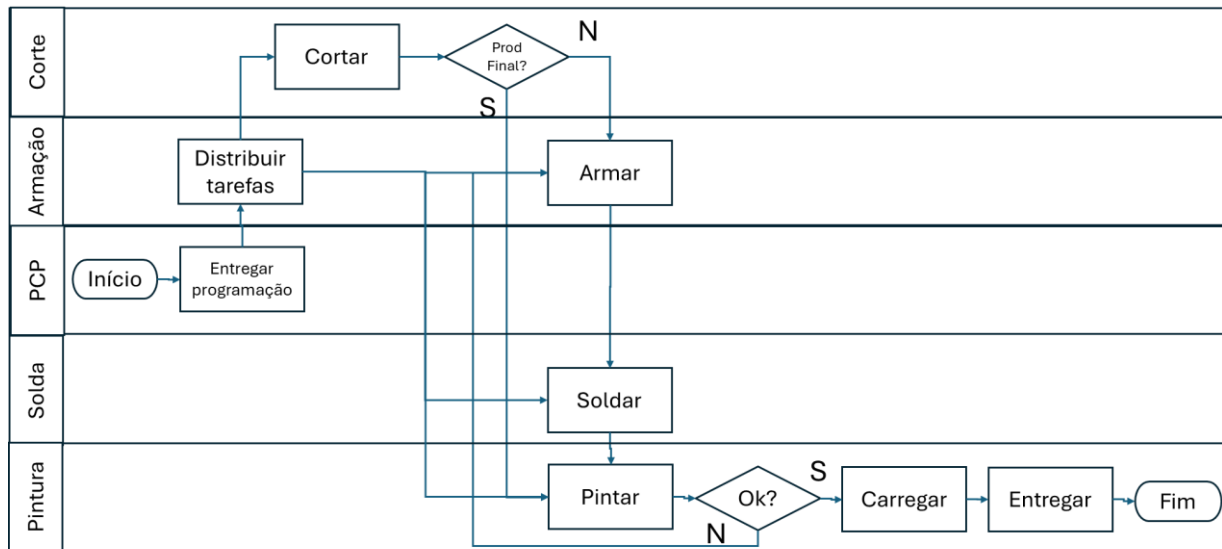 Corte
Cortar
Prod
Final?
N
S
Armação
Distribuir
tarefas
Armar
PCP
Início
Entregar
programação
Solda
Soldar
Pintura
Pintar
Ok?
S
N
Carregar
Entregar
Fim